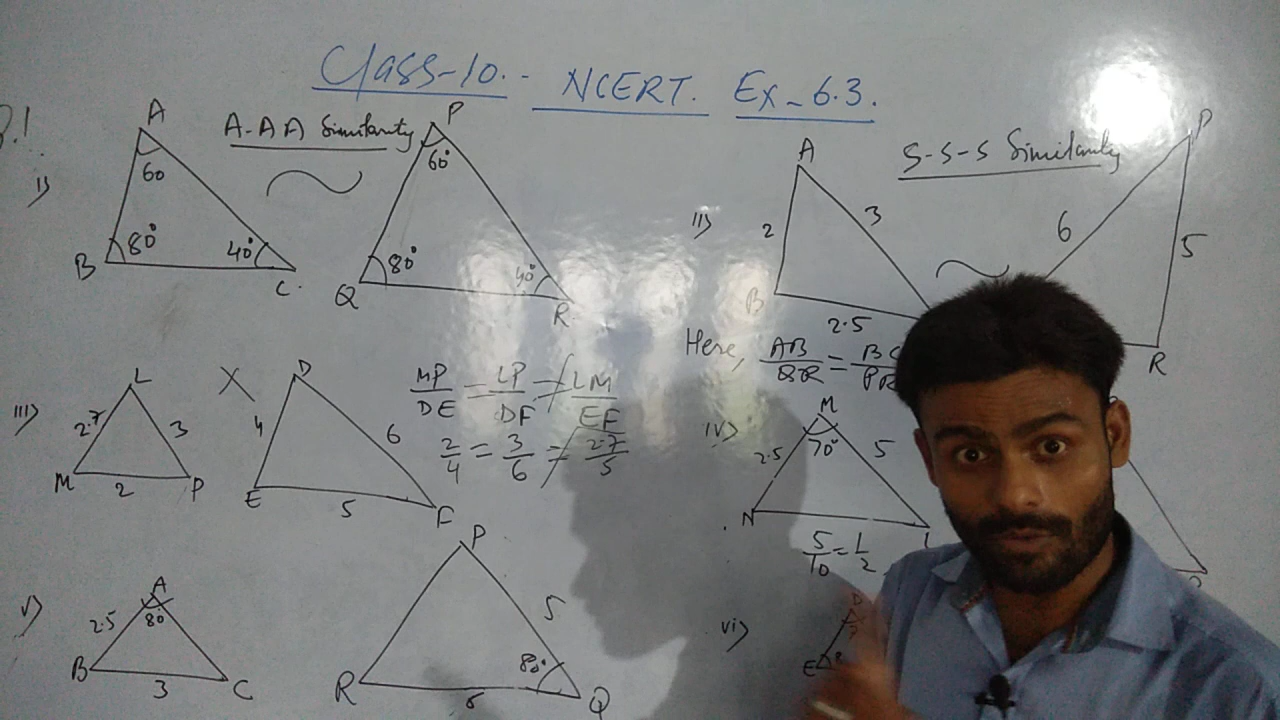 Class-10.- NCERT. Ex-6.3.
Q.1
i)
A
60
B
80°
40°
C.
A-AA Similarity
P
60°
Q
80°
40°
R
ii)
A
2
3
B
2.5
S-S-S Similarity
P
6
5
R
Here, AB/QR = BC/PR
iii)
L
2.7
3
M
2
P
X
D
4
6
E
5
F
MP/DE = LP/DF ≠ LM/EF
2/4 = 3/6 ≠ 2.7/5
iv)
M
2.5
70°
5
N
L
5/10 = 1/2
v)
A
2.5
80
B
3
C
P
5
80°
R
6
Q
vi)
D
E